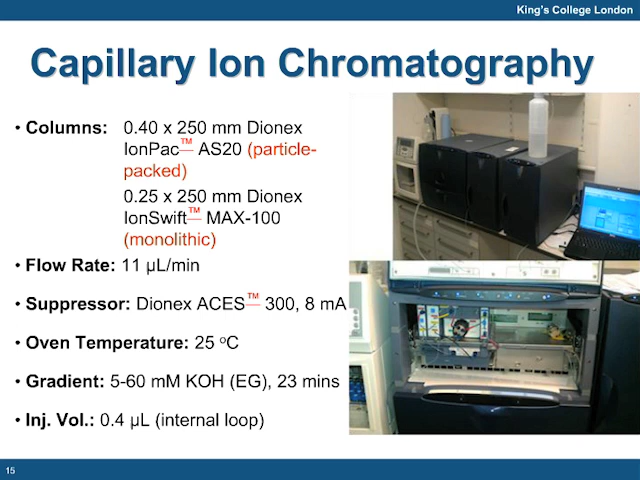 King's College London
Capillary Ion Chromatography
• Columns: 0.40 x 250 mm Dionex
IonPac™ AS20 (particle-
packed)
0.25 x 250 mm Dionex
IonSwift™ MAX-100
(monolithic)
• Flow Rate: 11 µL/min
• Suppressor: Dionex ACES™ 300, 8 mA
• Oven Temperature: 25 ºC
• Gradient: 5-60 mM KOH (EG), 23 mins
• Inj. Vol.: 0.4 µL (internal loop)
15